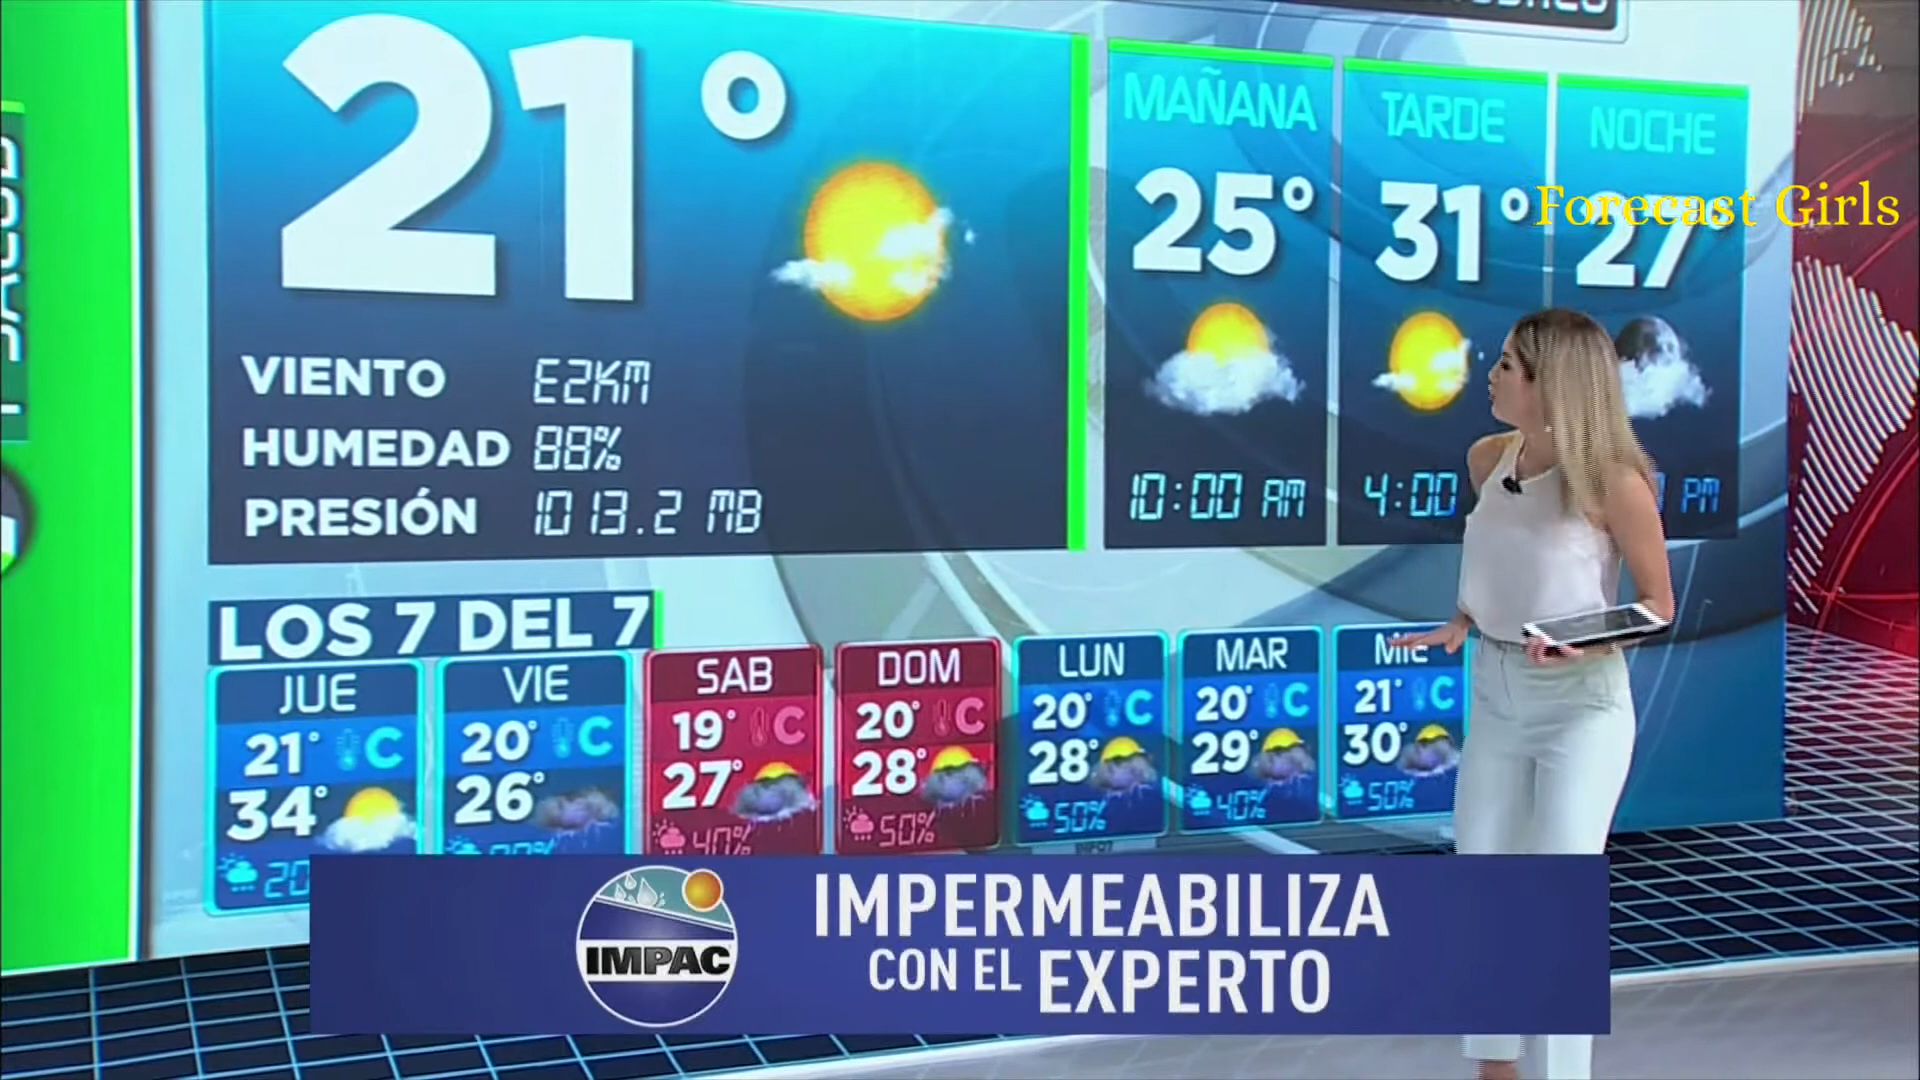 21°
VIENTO E2KM
HUMEDAD 88%
PRESIÓN 1013.2 MB
MAÑANA TARDE NOCHE
25° 31° 27°
Forecast Girls
10:00 AM 4:00 PM
LOS 7 DEL 7
JUE VIE SAB DOM LUN MAR MIE
21° C 20° C 19° C 20° C 20° C 20° C 21° C
34° 26° 27° 28° 28° 29° 30°
20 40% 50% 50% 40% 50%
IMPAC
IMPERMEABILIZA
CON EL EXPERTO